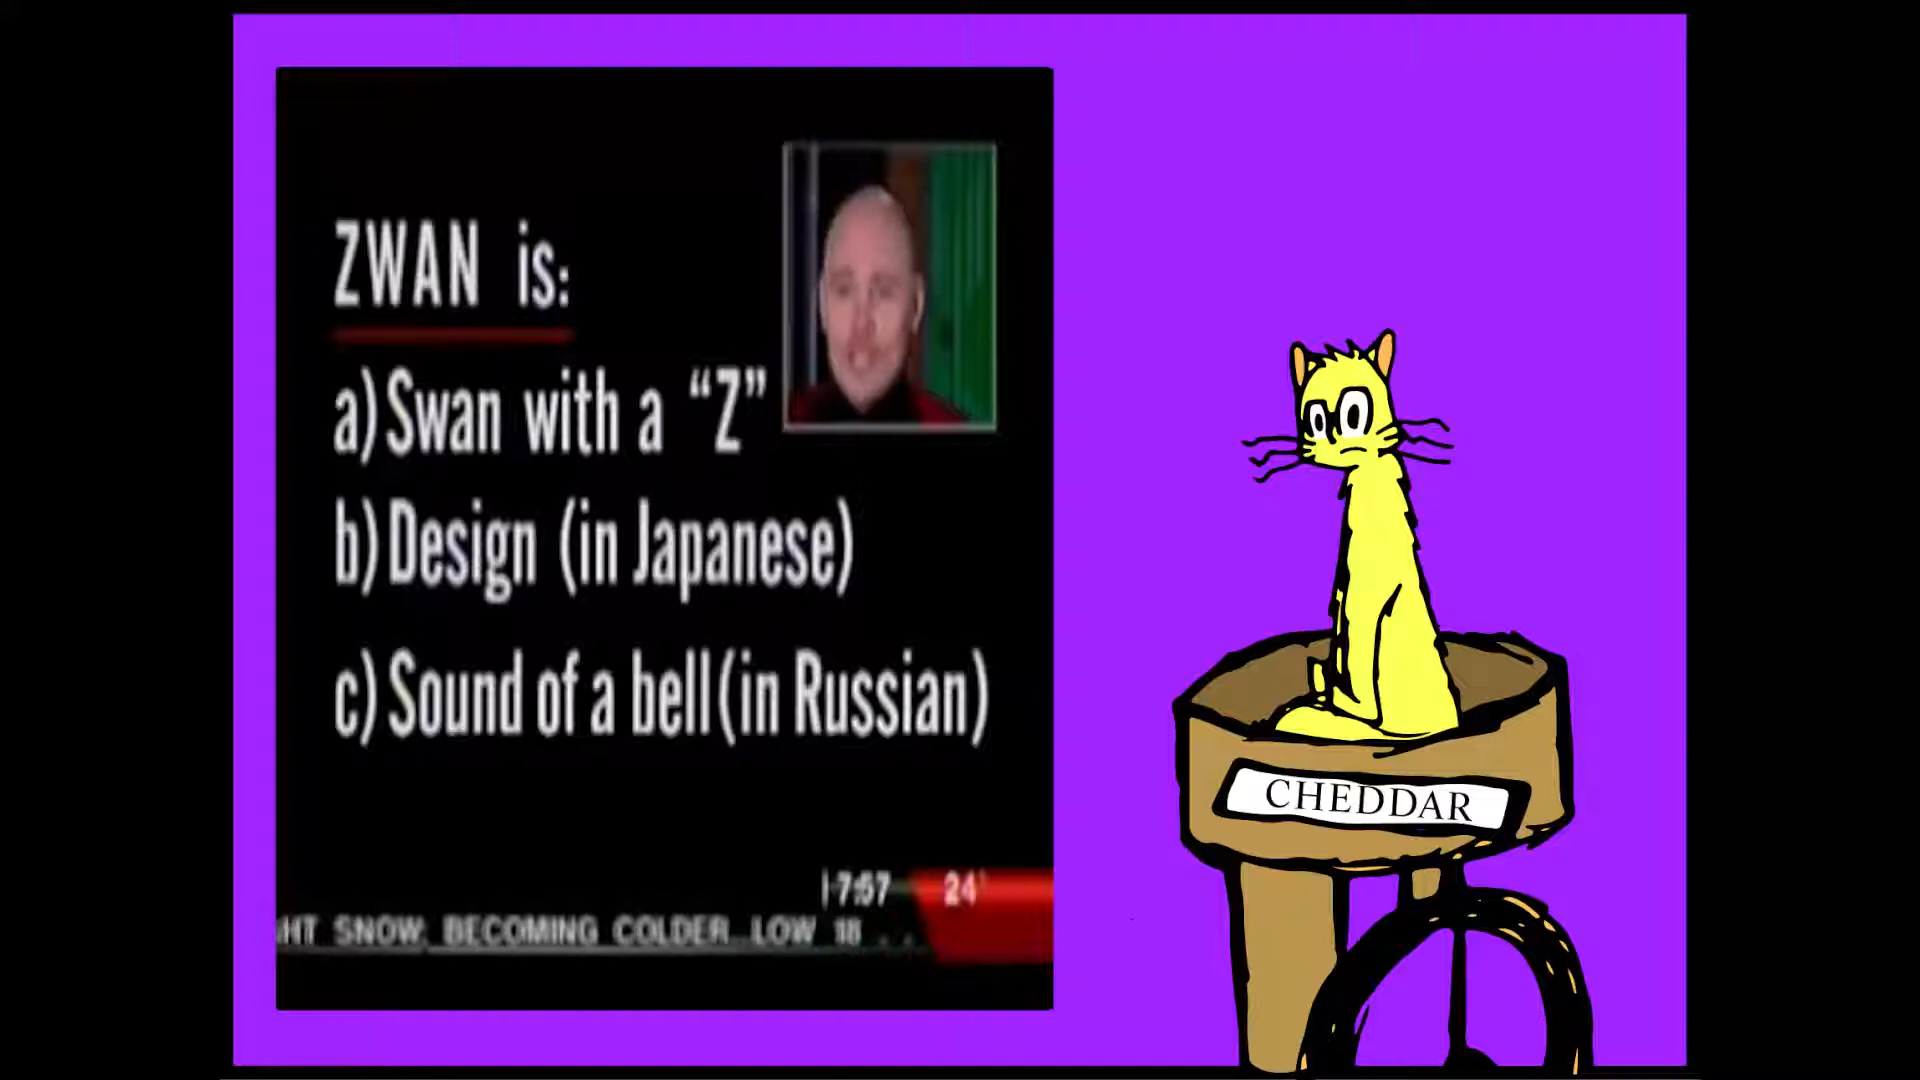 ZWAN is:
a) Swan with a “Z”
b) Design (in Japanese)
c) Sound of a bell (in Russian)
7:57 24°
HT SNOW; BECOMING COLDER. LOW 18 . .
CHEDDAR